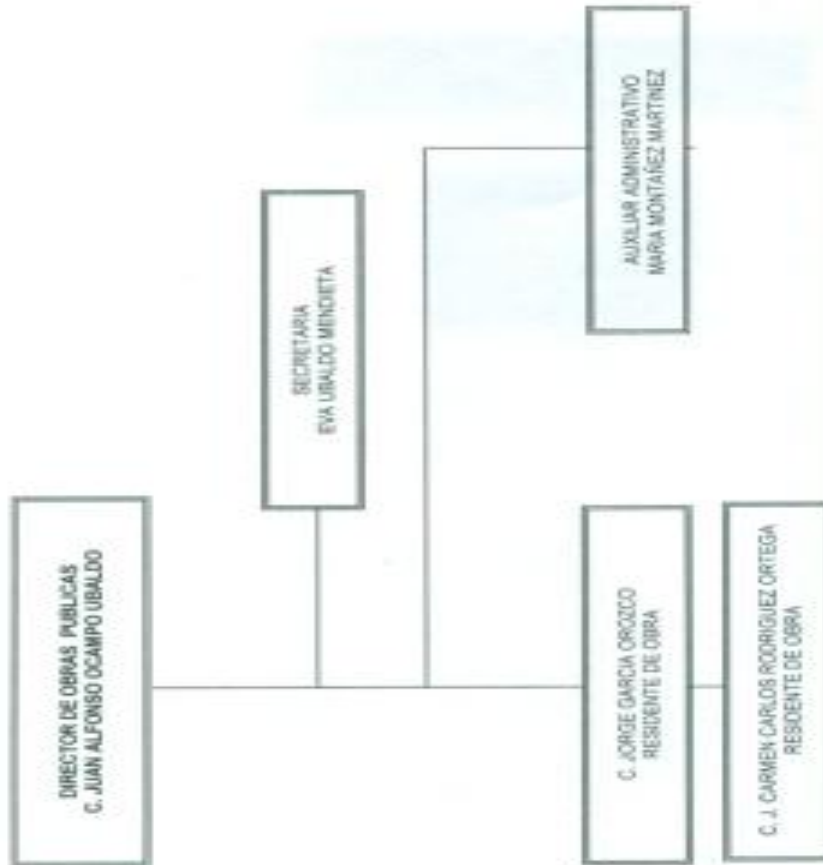 DIRECTOR DE OBRAS PUBLICAS
C. JUAN ALFONSO OCAMPO UBALDO
SECRETARIA
EVA UBALDO MENDIETA
C. JORGE GARCIA OROZCO
RESIDENTE DE OBRA
AUXILIAR ADMINISTRATIVO
MARIA MONTAÑEZ MARTINEZ
C. J. CARMEN CARLOS RODRIGUEZ ORTEGA
RESIDENTE DE OBRA